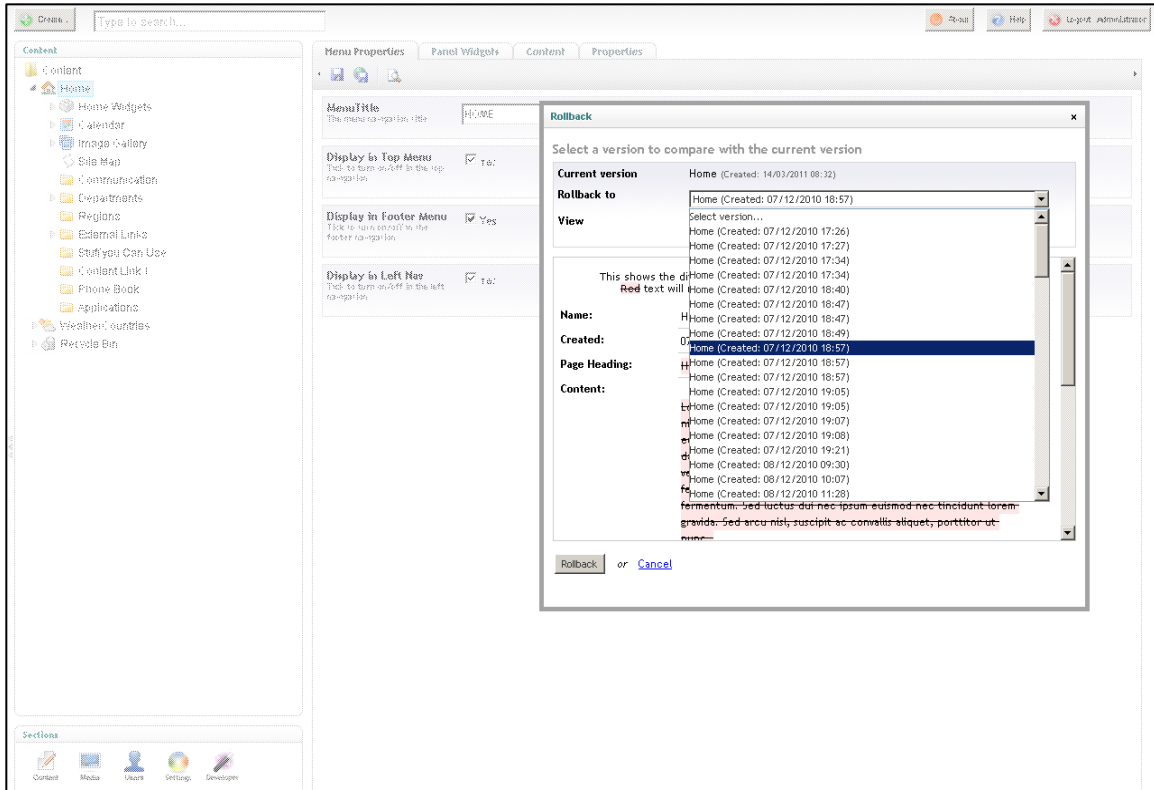 Create
Type to search...
About
Help
Logout: Administrator
Content
Content
Home
Home Widgets
Calendar
Image Gallery
Site Map
Communication
Departments
Regions
External Links
Stuff you Can Use
Content Link 1
Phone Book
Applications
WeatherCountries
Recycle Bin
Sections
Content
Media
Users
Settings
Developer
Menu Properties
Panel Widgets
Content
Properties
MenuTitle
The menu navigation title
HOME
Display in Top Menu
Tick to turn on/off in the top
navigation
Yes
Display in Footer Menu
Tick to turn on/off in the
footer navigation
Yes
Display in Left Nav
Tick to turn on/off in the left
navigation
Yes
Rollback
x
Select a version to compare with the current version
Current version
Home (Created: 14/03/2011 08:32)
Rollback to
Home (Created: 07/12/2010 18:57)
View
Select version...
Home (Created: 07/12/2010 17:26)
Home (Created: 07/12/2010 17:27)
Home (Created: 07/12/2010 17:34)
Home (Created: 07/12/2010 17:34)
Home (Created: 07/12/2010 18:40)
Home (Created: 07/12/2010 18:47)
Home (Created: 07/12/2010 18:47)
Home (Created: 07/12/2010 18:49)
Home (Created: 07/12/2010 18:57)
Home (Created: 07/12/2010 18:57)
Home (Created: 07/12/2010 18:57)
Home (Created: 07/12/2010 19:05)
Home (Created: 07/12/2010 19:05)
Home (Created: 07/12/2010 19:07)
Home (Created: 07/12/2010 19:08)
Home (Created: 07/12/2010 19:21)
Home (Created: 08/12/2010 09:30)
Home (Created: 08/12/2010 10:07)
Home (Created: 08/12/2010 11:28)
This shows the
Red text will
Name:
Created:
Page Heading:
Content:
fermentum. Sed luctus dui nec ipsum euismod nec tincidunt lorem
gravida. Sed arcu nisl, suscipit ac convallis aliquet, porttitor ut
nunc
Rollback
or
Cancel